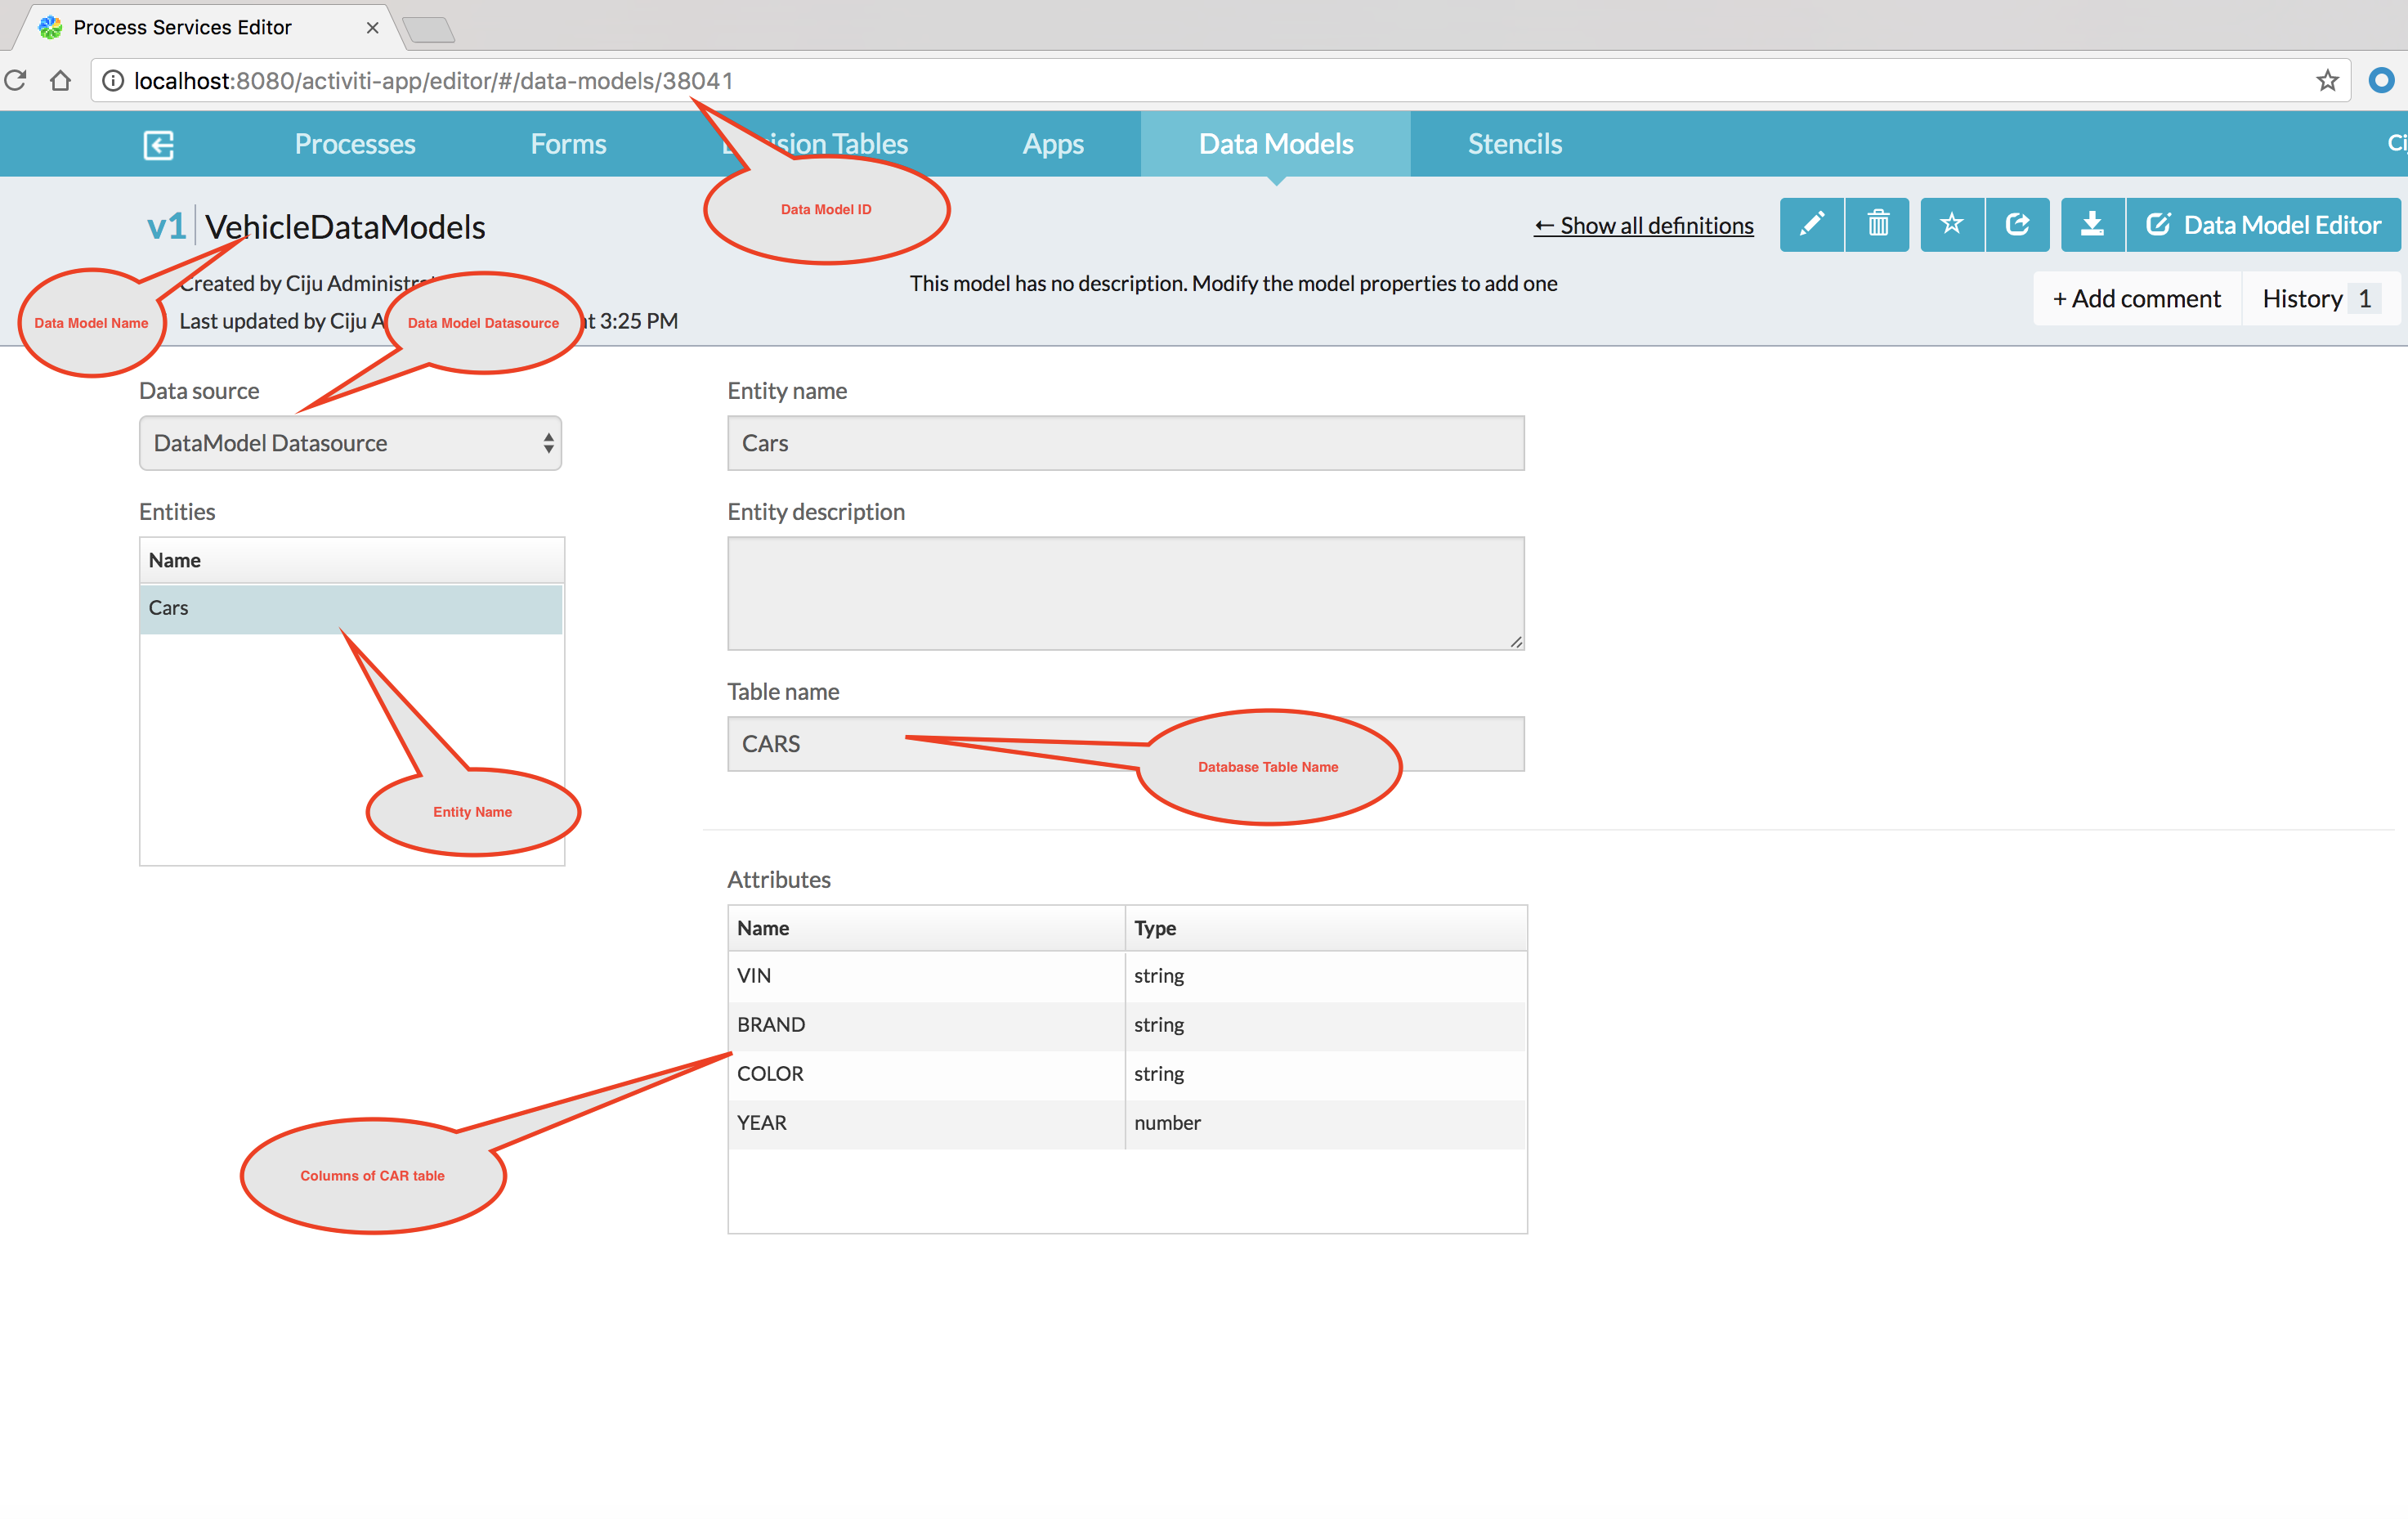 Process Services Editor
localhost:8080/activiti-app/editor/#/data-models/38041
Processes
Forms
ision Tables
Apps
Data Models
Stencils
Ci
Data Model ID
v1
VehicleDataModels
← Show all definitions
Data Model Editor
Created by Ciju Administr
This model has no description. Modify the model properties to add one
+ Add comment
History 1
Data Model Name
Last updated by Ciju A
Data Model Datasource
t 3:25 PM
Data source
DataModel Datasource
Entities
Name
Cars
Entity Name
Entity name
Cars
Entity description
Table name
CARS
Database Table Name
Attributes
Name Type
VIN string
BRAND string
COLOR string
YEAR number
Columns of CAR table